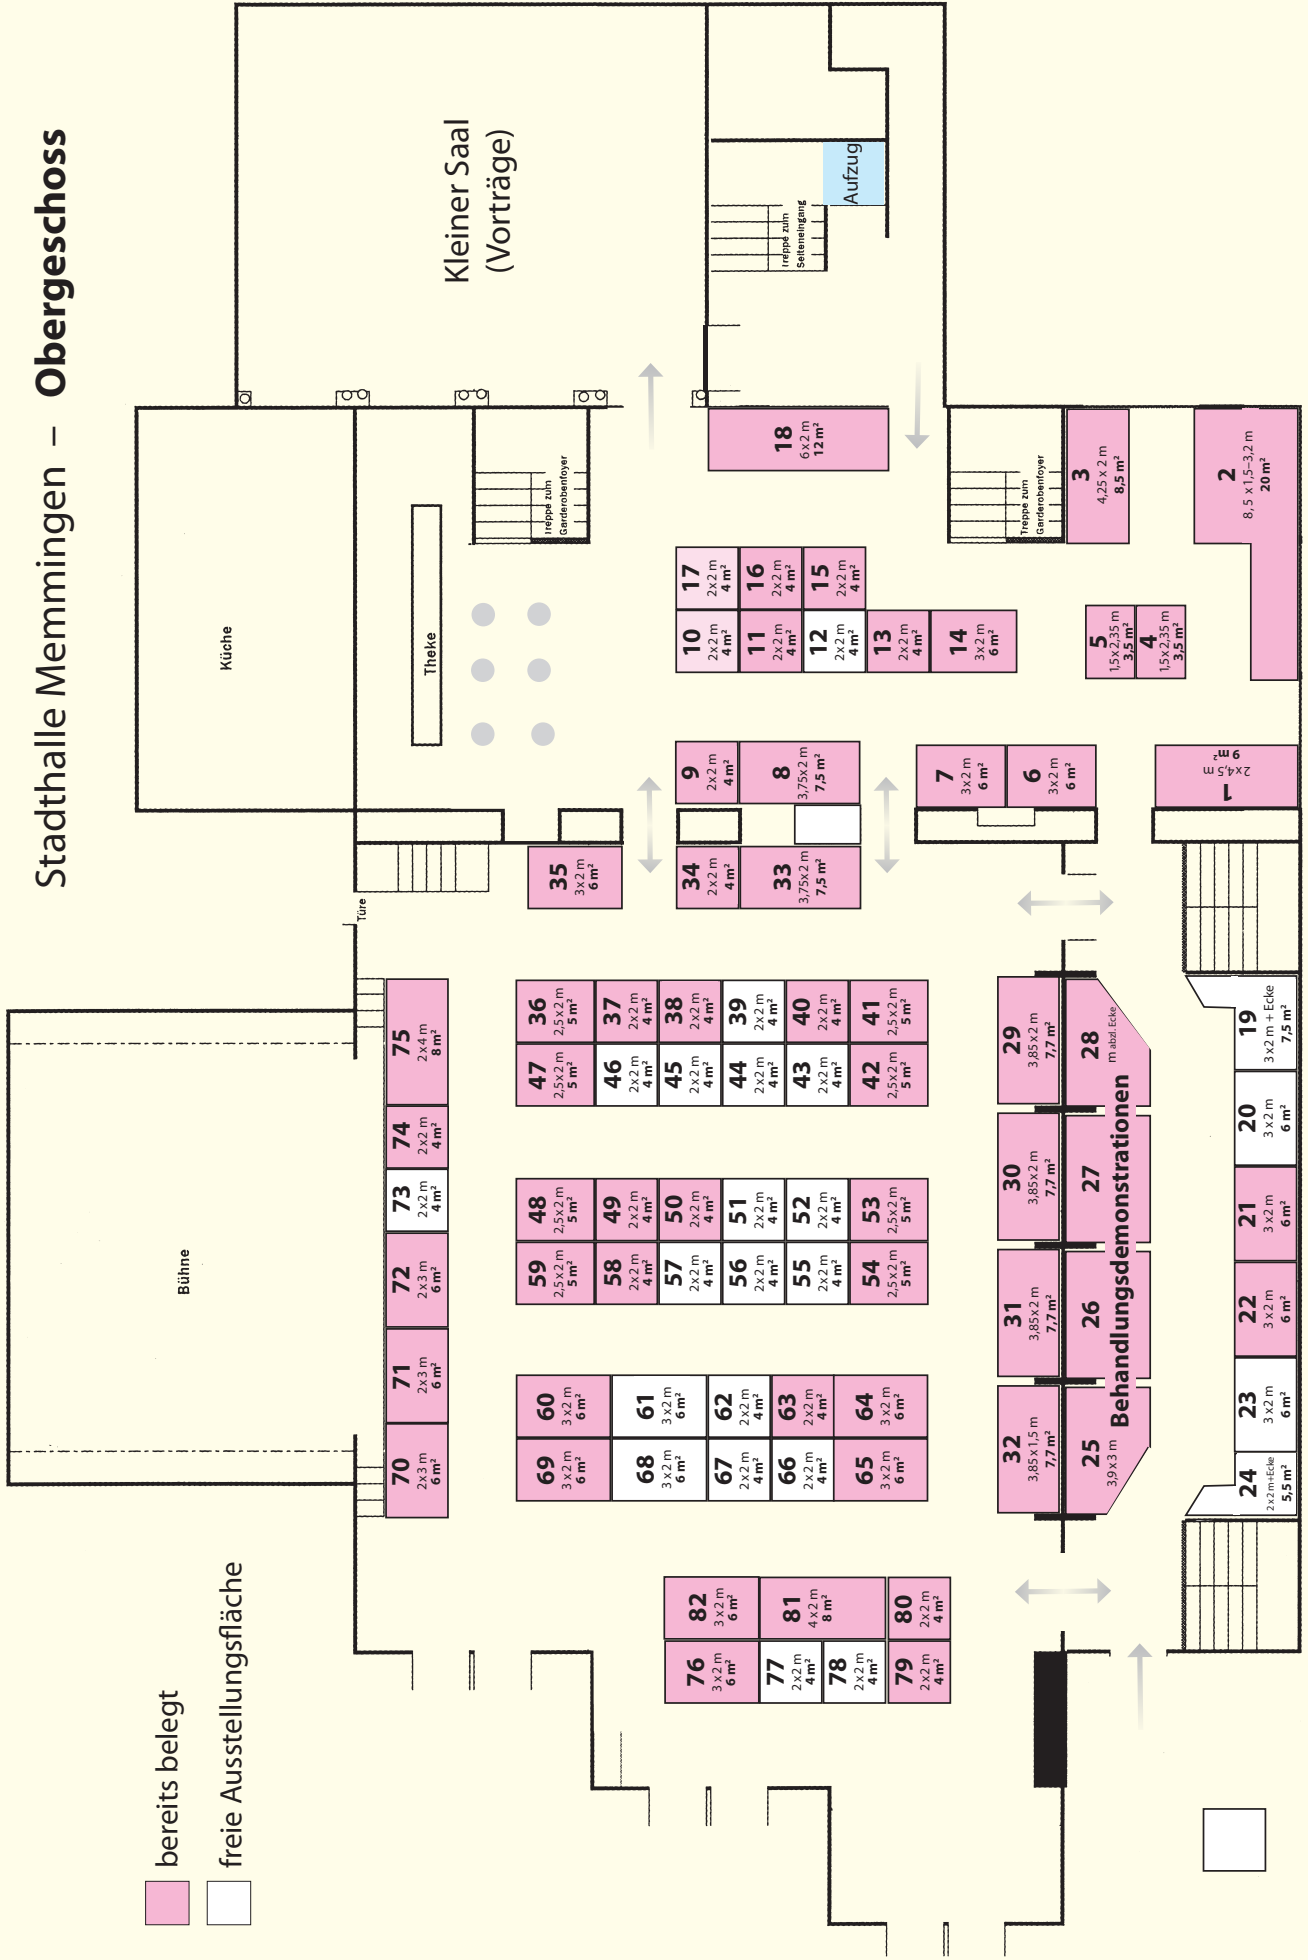 Stadthalle Memmingen – Obergeschoss
bereits belegt
freie Ausstellungsfläche
Bühne
Küche
Theke
Türe
Kleiner Saal
(Vorträge)
Aufzug
Treppe zum
Seiteneingang
Treppe zum
Garderobenfoyer
Treppe zum
Garderobenfoyer
Behandlungsdemonstrationen
1
2x4,5 m
9 m²
2
8,5 x 1,5–3,2 m
20 m²
3
4,25 x 2 m
8,5 m²
4
1,5x2,35 m
3,5 m²
5
1,5x2,35 m
3,5 m²
6
3x2 m
6 m²
7
3x2 m
6 m²
8
3,75x2 m
7,5 m²
9
2x2 m
4 m²
10
2x2 m
4 m²
11
2x2 m
4 m²
12
2x2 m
4 m²
13
2x2 m
4 m²
14
3x2 m
6 m²
15
2x2 m
4 m²
16
2x2 m
4 m²
17
2x2 m
4 m²
18
6x2 m
12 m²
19
3x2 m + Ecke
7,5 m²
20
3x2 m
6 m²
21
3x2 m
6 m²
22
3x2 m
6 m²
23
3x2 m
6 m²
24
2x2 m+Ecke
5,5 m²
25
3,9x3 m
26
27
28
m abzl. Ecke
29
3,85x2 m
7,7 m²
30
3,85x2 m
7,7 m²
31
3,85x2 m
7,7 m²
32
3,85x1,5 m
7,7 m²
33
3,75x2 m
7,5 m²
34
2x2 m
4 m²
35
3x2 m
6 m²
36
2,5x2 m
5 m²
37
2x2 m
4 m²
38
2x2 m
4 m²
39
2x2 m
4 m²
40
2x2 m
4 m²
41
2,5x2 m
5 m²
42
2,5x2 m
5 m²
43
2x2 m
4 m²
44
2x2 m
4 m²
45
2x2 m
4 m²
46
2x2 m
4 m²
47
2,5x2 m
5 m²
48
2,5x2 m
5 m²
49
2x2 m
4 m²
50
2x2 m
4 m²
51
2x2 m
4 m²
52
2x2 m
4 m²
53
2,5x2 m
5 m²
54
2,5x2 m
5 m²
55
2x2 m
4 m²
56
2x2 m
4 m²
57
2x2 m
4 m²
58
2x2 m
4 m²
59
2,5x2 m
5 m²
60
3x2 m
6 m²
61
3x2 m
6 m²
62
2x2 m
4 m²
63
2x2 m
4 m²
64
3x2 m
6 m²
65
3x2 m
6 m²
66
2x2 m
4 m²
67
2x2 m
4 m²
68
3x2 m
6 m²
69
3x2 m
6 m²
70
2x3 m
6 m²
71
2x3 m
6 m²
72
2x3 m
6 m²
73
2x2 m
4 m²
74
2x2 m
4 m²
75
2x4 m
8 m²
76
3x2 m
6 m²
77
2x2 m
4 m²
78
2x2 m
4 m²
79
2x2 m
4 m²
80
2x2 m
4 m²
81
4x2 m
8 m²
82
3x2 m
6 m²